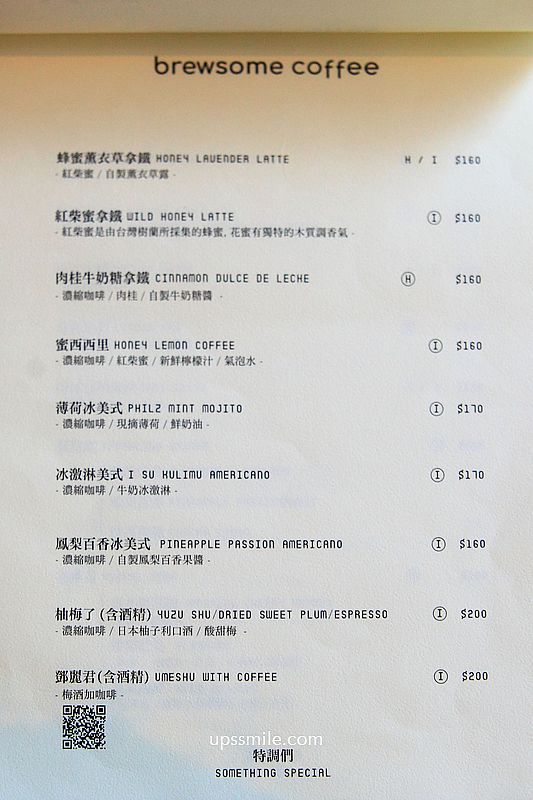 brewsome coffee
蜂蜜薰衣草拿鐵 HONEY LAVENDER LATTE H / I $160
- 紅柴蜜 / 自製薰衣草露 -
紅柴蜜拿鐵 WILD HONEY LATTE I $160
- 紅柴蜜是由台灣樹蘭所採集的蜂蜜, 花蜜有獨特的木質調香氣 -
肉桂牛奶糖拿鐵 CINNAMON DULCE DE LECHE H $160
- 濃縮咖啡 / 肉桂 / 自製牛奶糖醬 -
蜜西西里 HONEY LEMON COFFEE I $160
- 濃縮咖啡 / 紅柴蜜 / 新鮮檸檬汁 / 氣泡水 -
薄荷冰美式 PHILZ MINT MOJITO I $170
- 濃縮咖啡 / 現摘薄荷 / 鮮奶油 -
冰激淋美式 I SU KULIMU AMERICANO I $170
- 濃縮咖啡 / 牛奶冰激淋 -
鳳梨百香冰美式 PINEAPPLE PASSION AMERICANO I $160
- 濃縮咖啡 / 自製鳳梨百香果醬 -
柚梅了 (含酒精) YUZU SHU/DRIED SWEET PLUM/ESPRESSO I $200
- 濃縮咖啡 / 日本柚子利口酒 / 酸甜梅 -
鄧麗君(含酒精) UMESHU WITH COFFEE I $200
- 梅酒加咖啡 -
upssmile.com
特調們
SOMETHING SPECIAL